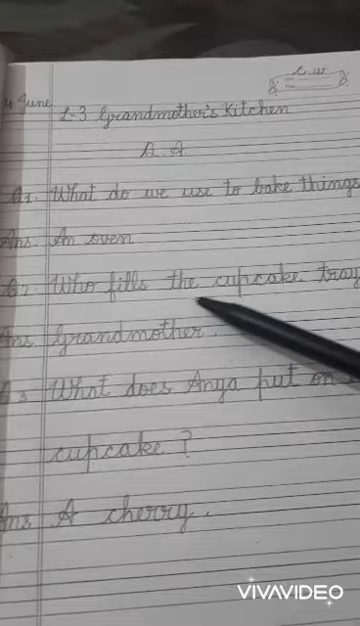 C.W
June
L-3 Grandmother's Kitchen
Q.A
Q1. What do we use to bake things
Ans. An oven
Q2. Who fills the cupcake tray
Ans Grandmother.
Q3 What does Anya put on
cupcake ?
Ans A cherry.
VIVAVIDEO